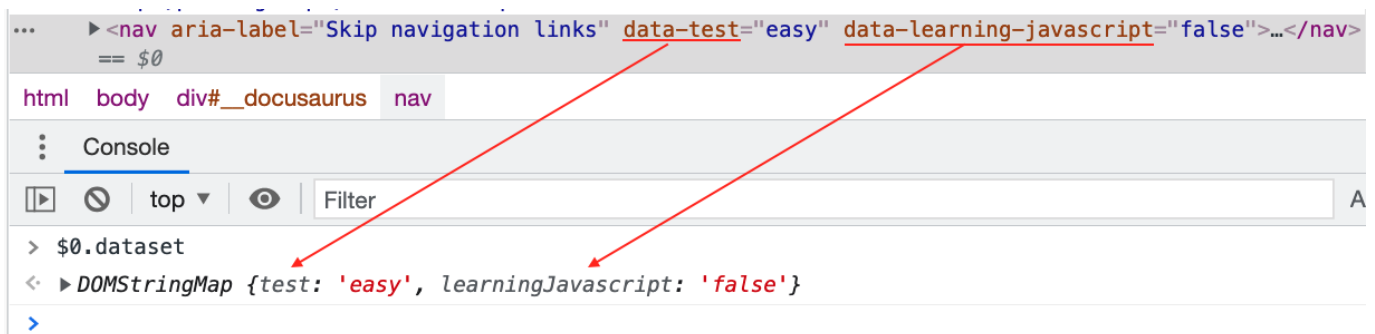 <nav aria-label="Skip navigation links" data-test="easy" data-learning-javascript="false">…</nav>
== $0
html body div#__docusaurus nav
Console
top Filter A
> $0.dataset
DOMStringMap {test: 'easy', learningJavascript: 'false'}
>